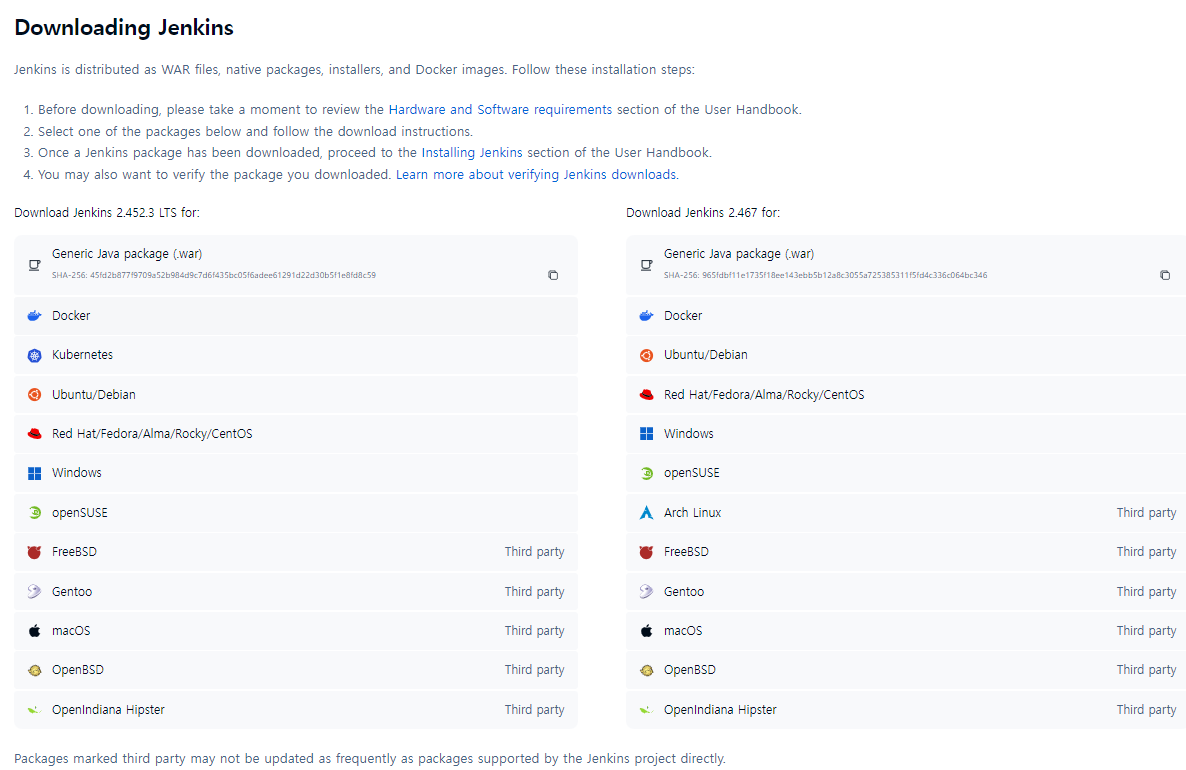 Downloading Jenkins
Jenkins is distributed as WAR files, native packages, installers, and Docker images. Follow these installation steps:
1. Before downloading, please take a moment to review the Hardware and Software requirements section of the User Handbook.
2. Select one of the packages below and follow the download instructions.
3. Once a Jenkins package has been downloaded, proceed to the Installing Jenkins section of the User Handbook.
4. You may also want to verify the package you downloaded. Learn more about verifying Jenkins downloads.
Download Jenkins 2.452.3 LTS for:
Generic Java package (.war)
SHA-256: 45fd2b877f9709a52b984d9c7d6f435bc05f6adee61291d22d30b5f1e8fd8c59
Docker
Kubernetes
Ubuntu/Debian
Red Hat/Fedora/Alma/Rocky/CentOS
Windows
openSUSE
FreeBSD Third party
Gentoo Third party
macOS Third party
OpenBSD Third party
OpenIndiana Hipster Third party
Download Jenkins 2.467 for:
Generic Java package (.war)
SHA-256: 965fdbf11e1735f18ee143ebb5b12a8c3055a725385311f5fd4c336c064bc346
Docker
Ubuntu/Debian
Red Hat/Fedora/Alma/Rocky/CentOS
Windows
openSUSE
Arch Linux Third party
FreeBSD Third party
Gentoo Third party
macOS Third party
OpenBSD Third party
OpenIndiana Hipster Third party
Packages marked third party may not be updated as frequently as packages supported by the Jenkins project directly.